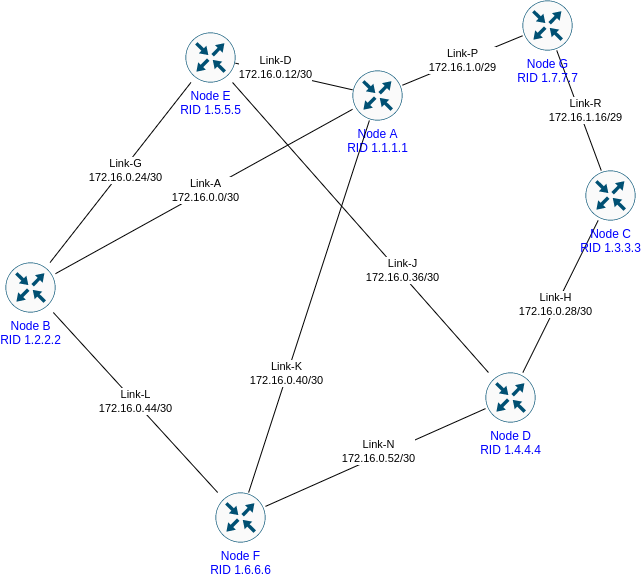 Node G
RID 1.7.7.7
Link-P
172.16.1.0/29
Link-D
172.16.0.12/30
Node E
RID 1.5.5.5
Link-R
172.16.1.16/29
Node A
RID 1.1.1.1
Link-G
172.16.0.24/30
Link-A
172.16.0.0/30
Node C
RID 1.3.3.3
Link-J
172.16.0.36/30
Link-H
172.16.0.28/30
Node B
RID 1.2.2.2
Link-K
172.16.0.40/30
Link-L
172.16.0.44/30
Node D
RID 1.4.4.4
Link-N
172.16.0.52/30
Node F
RID 1.6.6.6